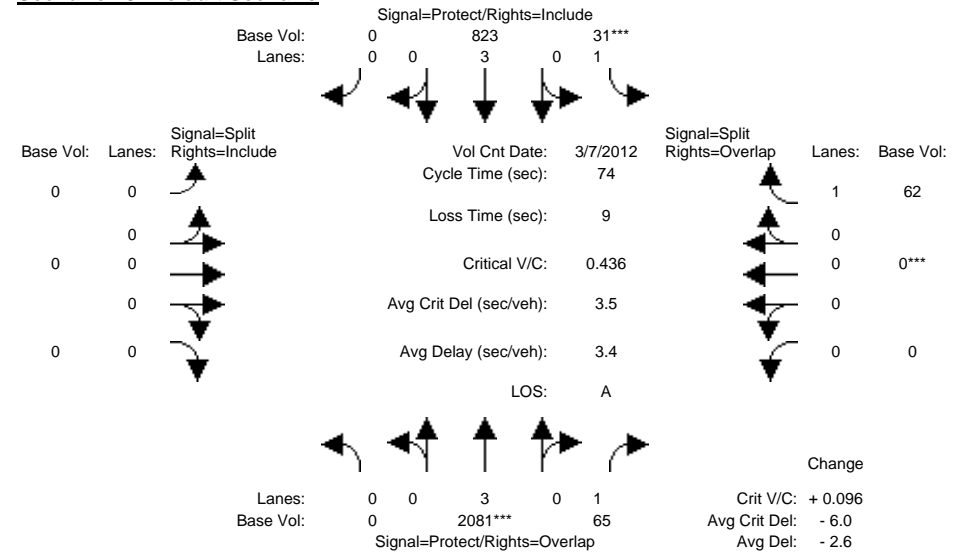 Signal=Protect/Rights=Include
Base Vol: 0 823 31***
Lanes: 0 0 3 0 1
Signal=Split
Signal=Split
Base Vol: Lanes: Rights=Include Vol Cnt Date: 3/7/2012 Rights=Overlap Lanes: Base Vol:
Cycle Time (sec): 74
0 0 1 62
Loss Time (sec): 9
0 0
0 0 Critical V/C: 0.436 0 0***
0 Avg Crit Del (sec/veh): 3.5 0
0 0 Avg Delay (sec/veh): 3.4 0 0
LOS: A
Change
Lanes: 0 0 3 0 1 Crit V/C: + 0.096
Base Vol: 0 2081*** 65 Avg Crit Del: - 6.0
Signal=Protect/Rights=Overlap Avg Del: - 2.6